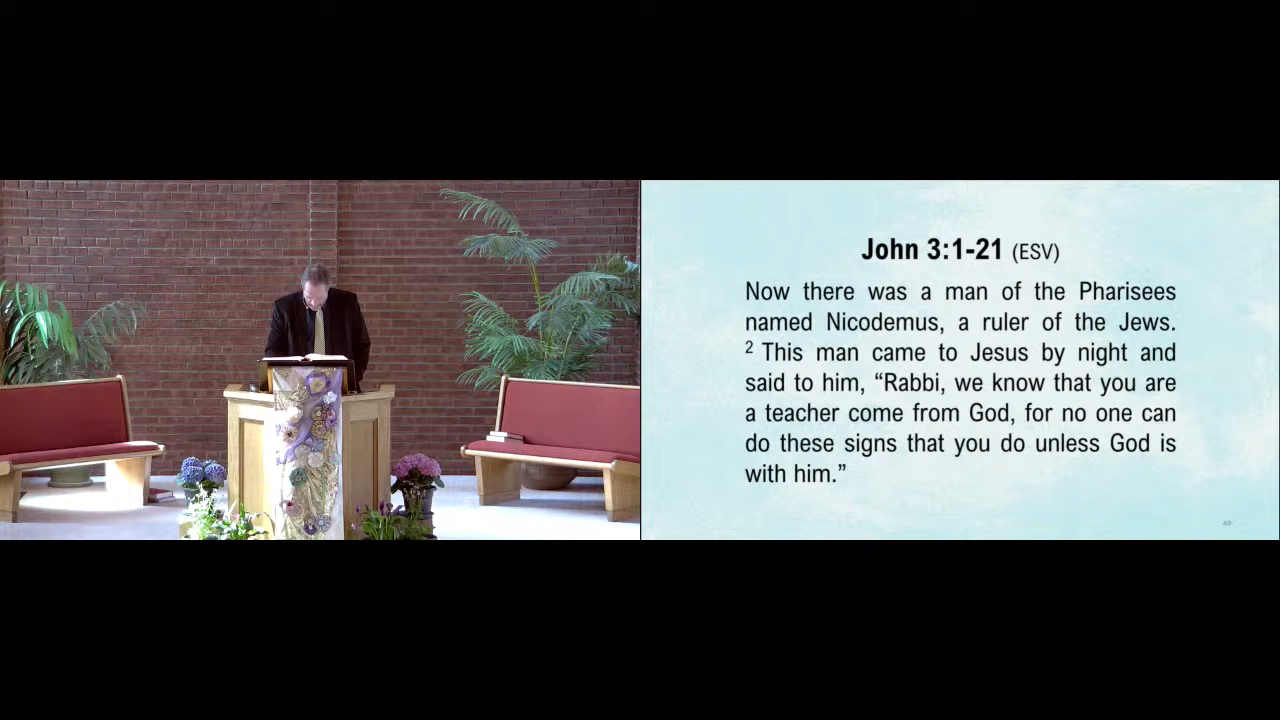 John 3:1-21 (ESV)
Now there was a man of the Pharisees
named Nicodemus, a ruler of the Jews.
2 This man came to Jesus by night and
said to him, “Rabbi, we know that you are
a teacher come from God, for no one can
do these signs that you do unless God is
with him.”
49